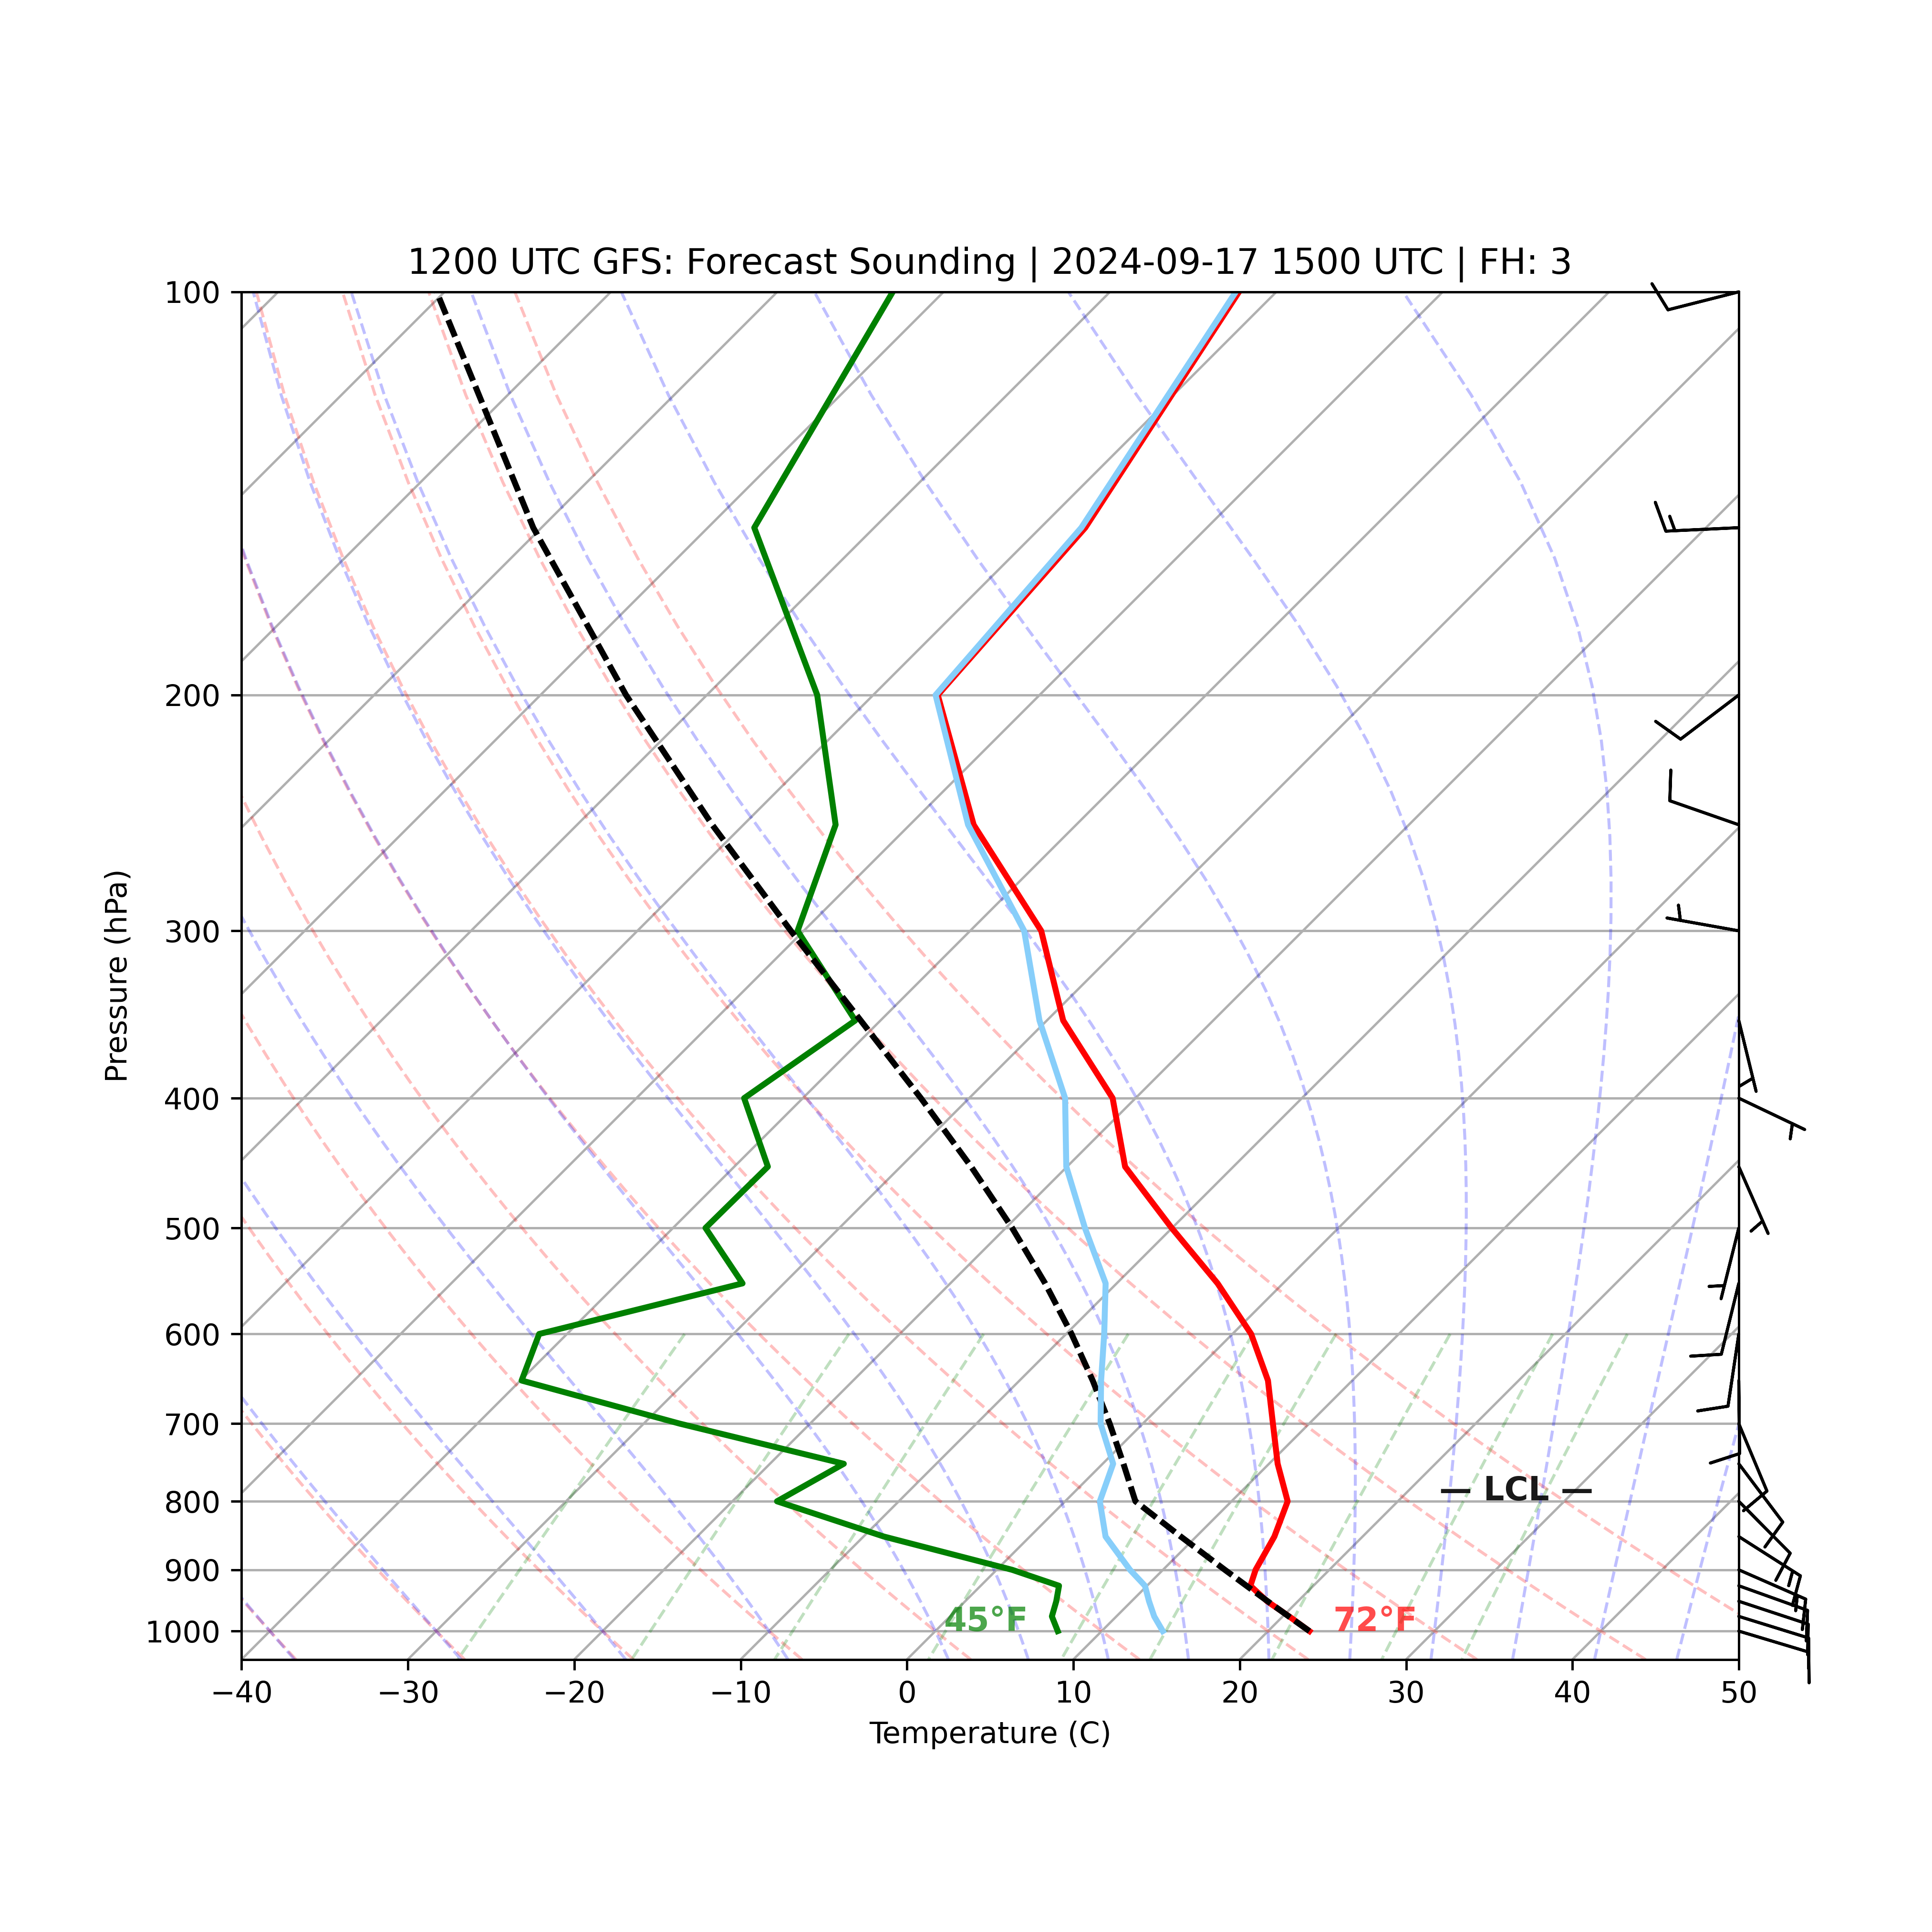 1200 UTC GFS: Forecast Sounding | 2024-09-17 1500 UTC | FH: 3
100
200
300
400
500
600
700
800
900
1000
Pressure (hPa)
— LCL —
45°F
72°F
−40 −30 −20 −10 0 10 20 30 40 50
Temperature (C)